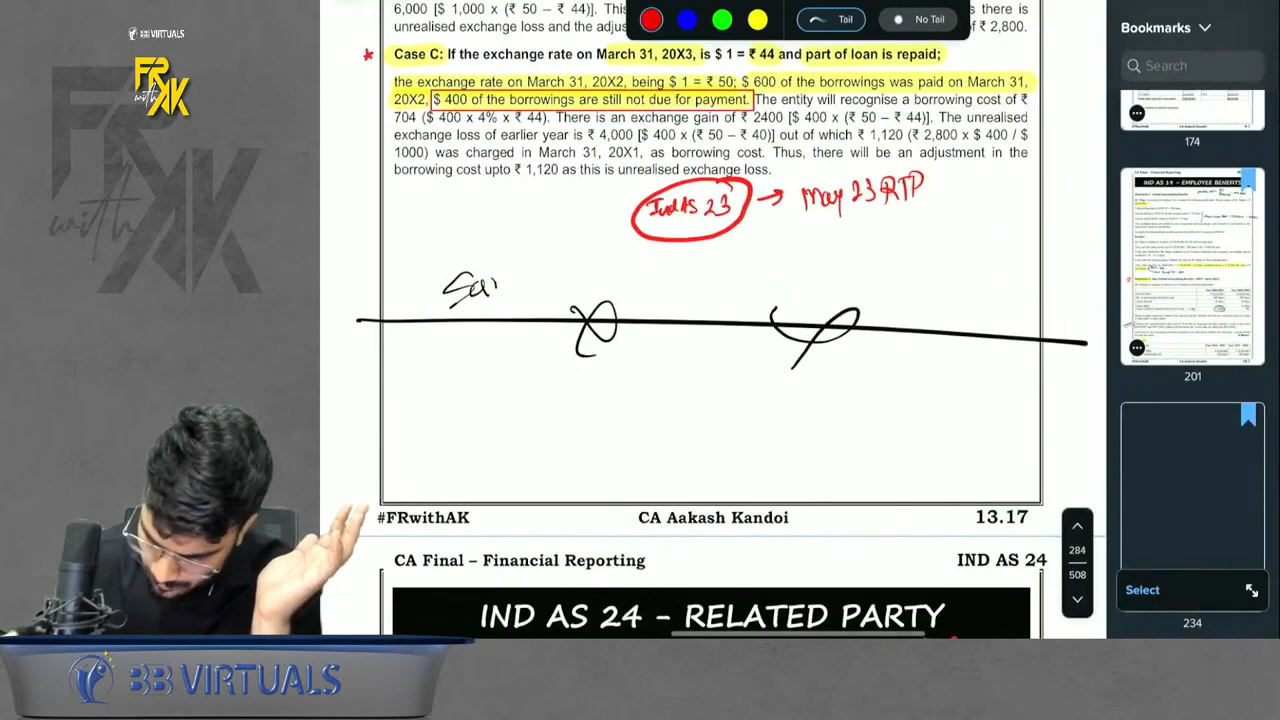 6,000 [$ 1,000 x (₹ 50 – ₹ 44)]. This
s there is
unrealised exchange loss and the adjus
of ₹ 2,800.
Tail
No Tail
BB VIRTUALS
FR
with
AK
* Case C: If the exchange rate on March 31, 20X3, is $ 1 = ₹ 44 and part of loan is repaid;
the exchange rate on March 31, 20X2, being $ 1 = ₹ 50; $ 600 of the borrowings was paid on March 31,
20X2, $ 400 of the borrowings are still not due for payment. The entity will recognise a borrowing cost of ₹
704 ($ 400 x 4% x ₹ 44). There is an exchange gain of ₹ 2400 [$ 400 x (₹ 50 – ₹ 44)]. The unrealised
exchange loss of earlier year is ₹ 4,000 [$ 400 x (₹ 50 – ₹ 40)] out of which ₹ 1,120 (₹ 2,800 x $ 400 / $
1000) was charged in March 31, 20X1, as borrowing cost. Thus, there will be an adjustment in the
borrowing cost upto ₹ 1,120 as this is unrealised exchange loss.
Ind AS 23 → May 23 RTP
#FRwithAK CA Aakash Kandoi 13.17
CA Final – Financial Reporting IND AS 24
IND AS 24 – RELATED PARTY
Bookmarks
Search
174
IND AS 19 – EMPLOYEE BENEFITS
201
284
508
Select
234
BB VIRTUALS